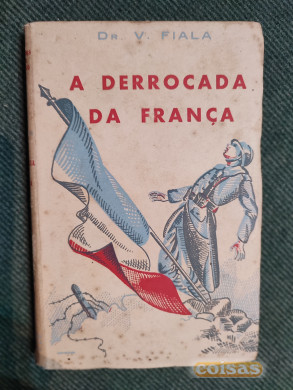 DR. V. FIALA
A DERROCADA
DA FRANÇA
coisas